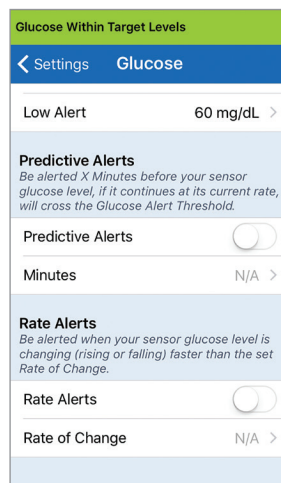 Glucose Within Target Levels
Settings Glucose
Low Alert 60 mg/dL
Predictive Alerts
Be alerted X Minutes before your sensor
glucose level, if it continues at its current rate,
will cross the Glucose Alert Threshold.
Predictive Alerts
Minutes N/A
Rate Alerts
Be alerted when your sensor glucose level is
changing (rising or falling) faster than the set
Rate of Change.
Rate Alerts
Rate of Change N/A